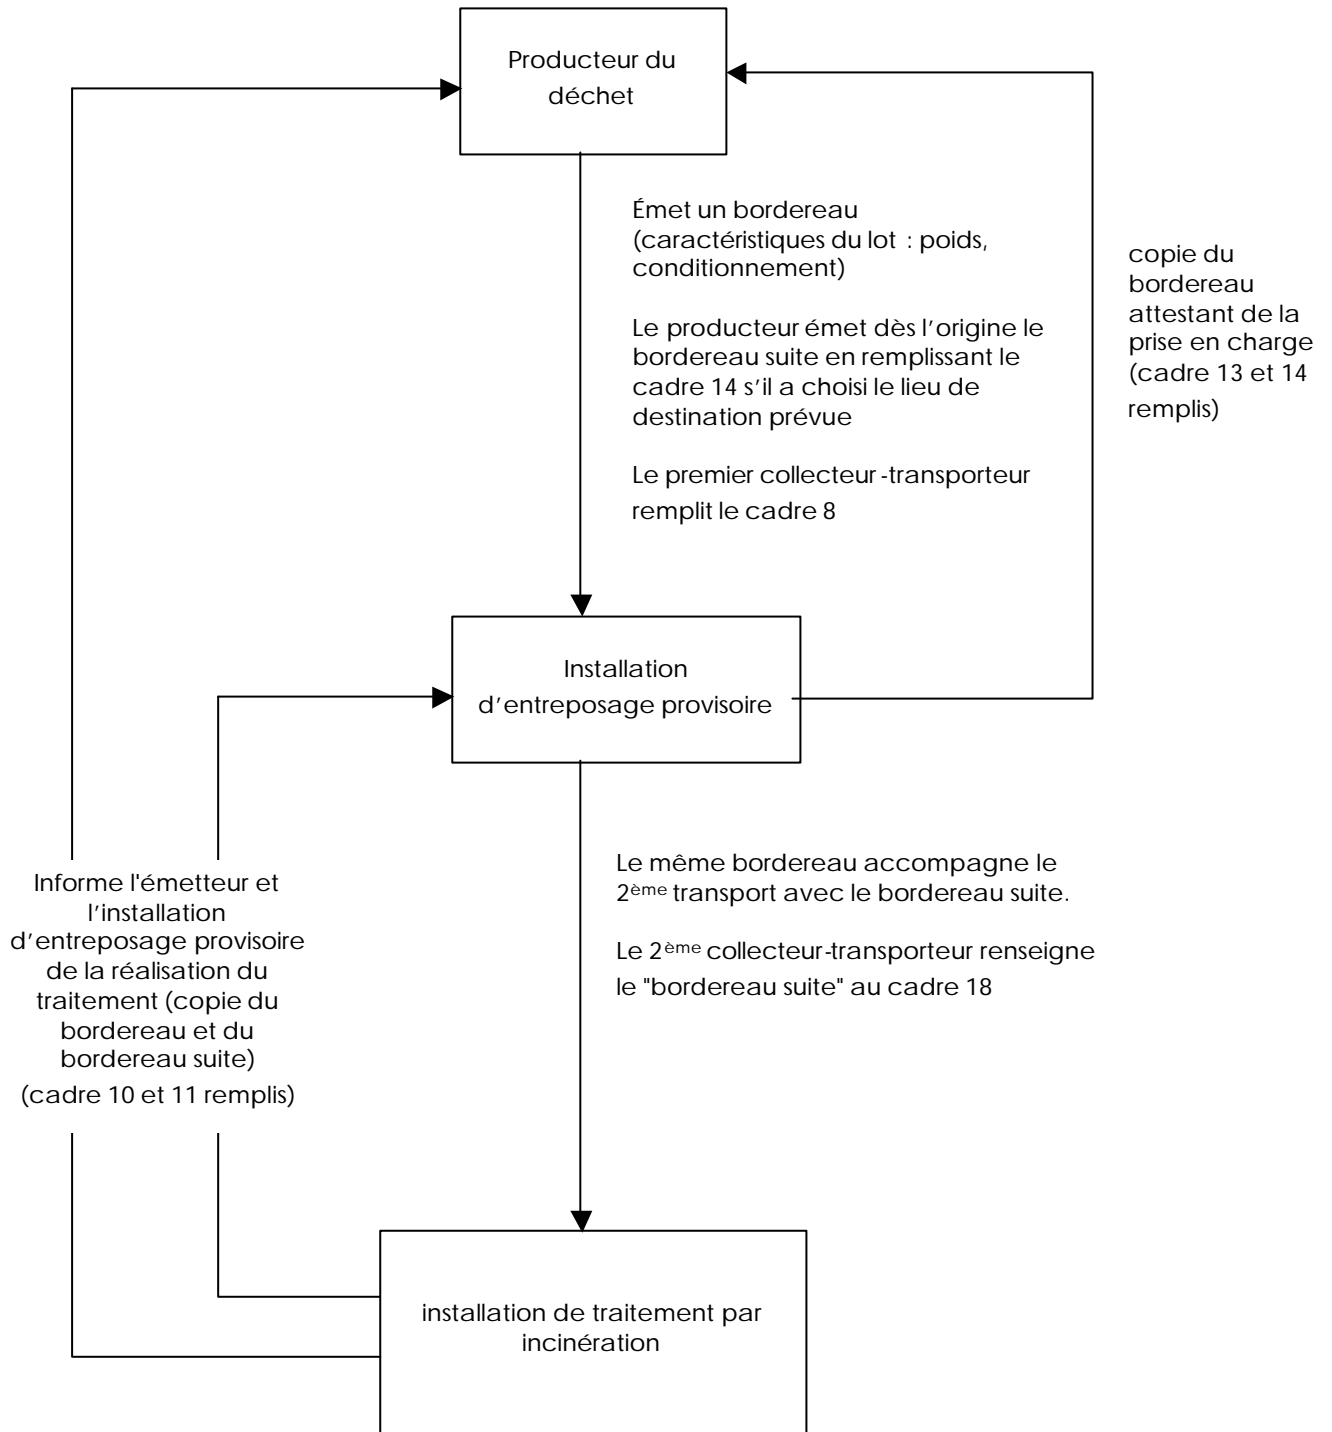 Producteur du
déchet
Émet un bordereau
(caractéristiques du lot : poids,
conditionnement)
Le producteur émet dès l’origine le
bordereau suite en remplissant le
cadre 14 s’il a choisi le lieu de
destination prévue
Le premier collecteur-transporteur
remplit le cadre 8
copie du
bordereau
attestant de la
prise en charge
(cadre 13 et 14
remplis)
Installation
d’entreposage provisoire
Informe l'émetteur et
l’installation
d’entreposage provisoire
de la réalisation du
traitement (copie du
bordereau et du
bordereau suite)
(cadre 10 et 11 remplis)
Le même bordereau accompagne le
2ème transport avec le bordereau suite.
Le 2ème collecteur-transporteur renseigne
le "bordereau suite" au cadre 18
installation de traitement par
incinération